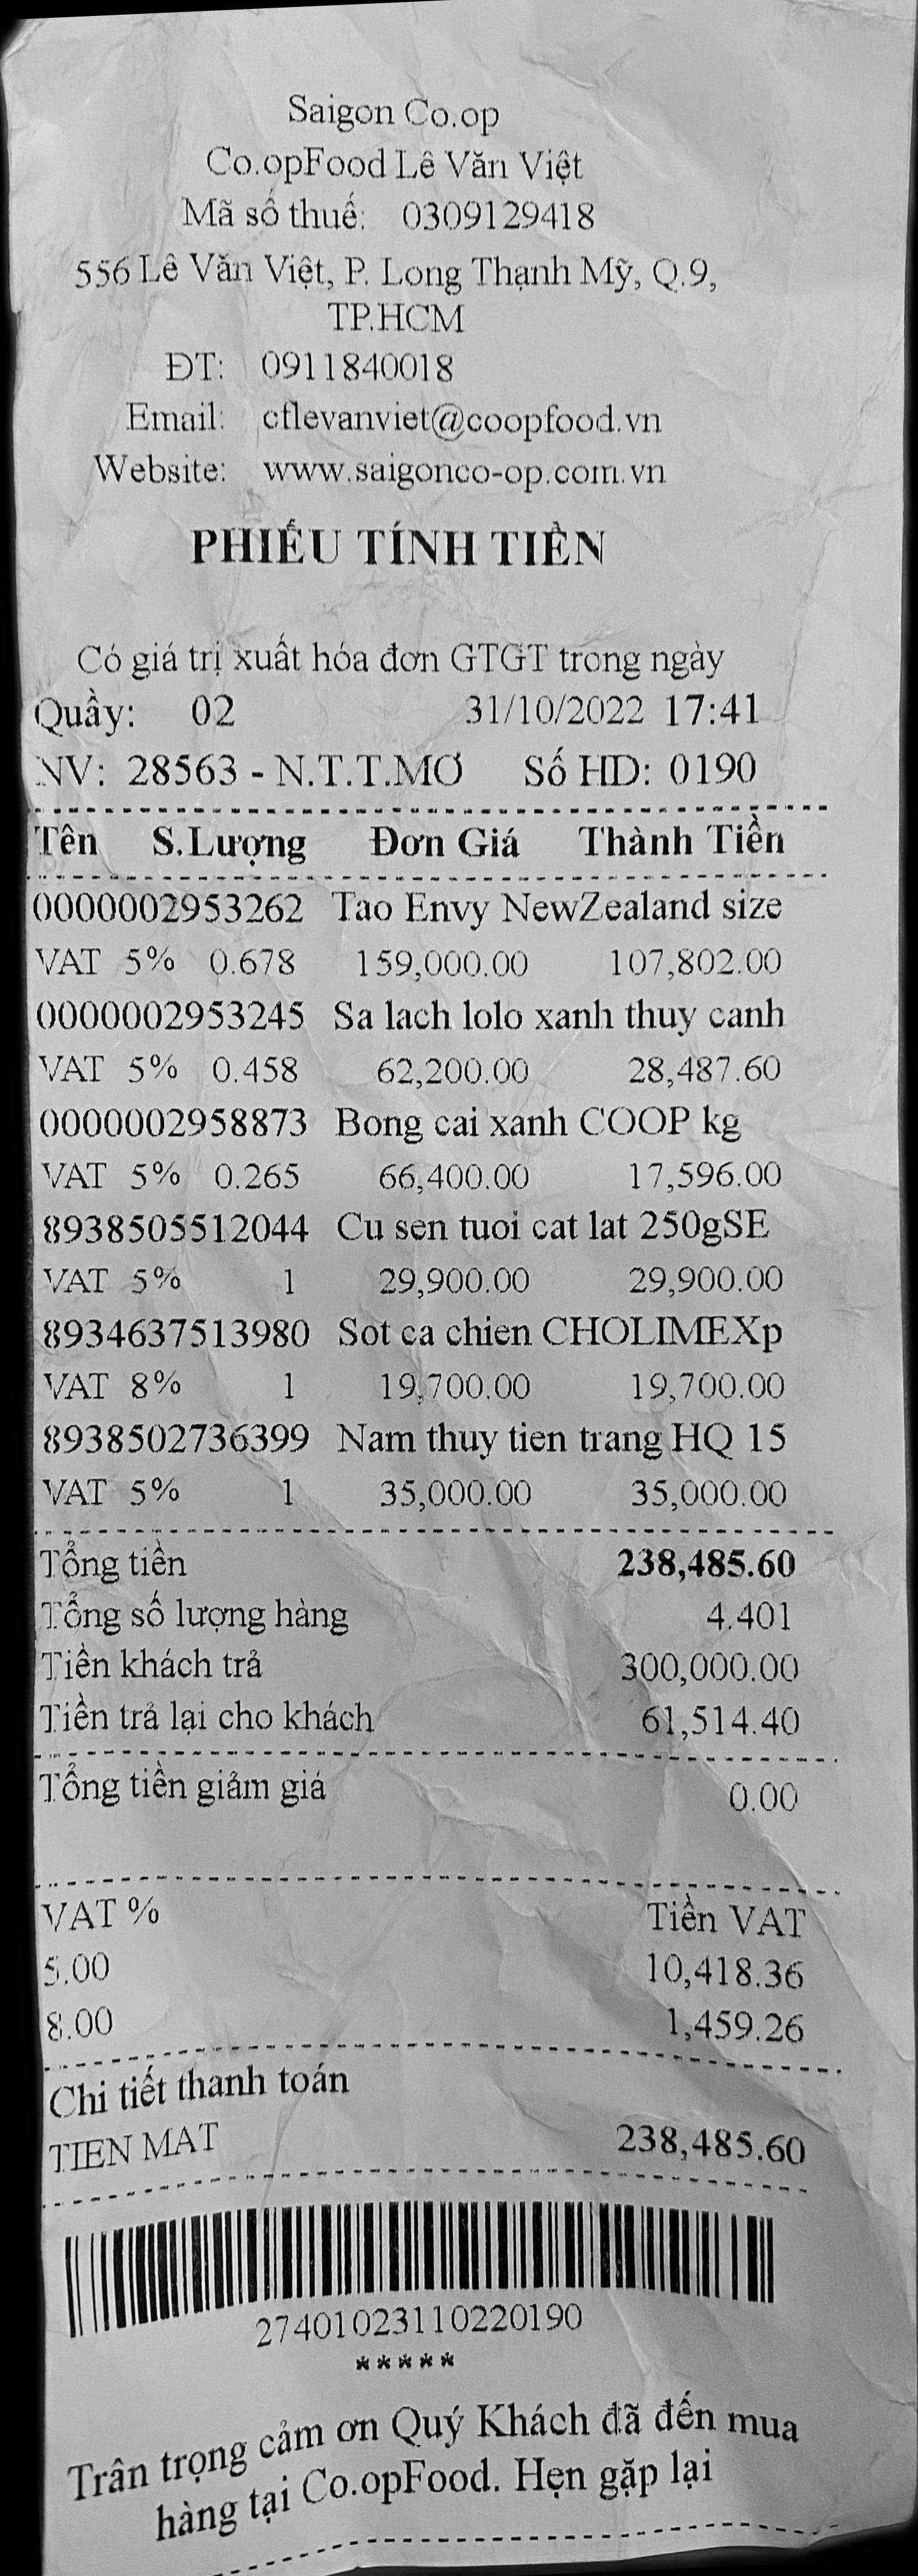 Saigon Co.op
Co.opFood Lê Văn Việt
Mã số thuế: 0309129418
556 Lê Văn Việt, P. Long Thạnh Mỹ, Q.9,
TP.HCM
ĐT: 0911840018
Email: cflevanviet@coopfood.vn
Website: www.saigonco-op.com.vn
PHIẾU TÍNH TIỀN
Có giá trị xuất hóa đơn GTGT trong ngày
Quầy: 02 31/10/2022 17:41
NV: 28563 - N.T.T.MƠ Số HD: 0190
Tên S.Lượng Đơn Giá Thành Tiền
0000002953262 Tao Envy NewZealand size
VAT 5% 0.678 159,000.00 107,802.00
0000002953245 Sa lach lolo xanh thuy canh
VAT 5% 0.458 62,200.00 28,487.60
0000002958873 Bong cai xanh COOP kg
VAT 5% 0.265 66,400.00 17,596.00
8938505512044 Cu sen tuoi cat lat 250gSE
VAT 5% 1 29,900.00 29,900.00
8934637513980 Sot ca chien CHOLIMEXp
VAT 8% 1 19,700.00 19,700.00
8938502736399 Nam thuy tien trang HQ 15
VAT 5% 1 35,000.00 35,000.00
Tổng tiền 238,485.60
Tổng số lượng hàng 4.401
Tiền khách trả 300,000.00
Tiền trả lại cho khách 61,514.40
Tổng tiền giảm giá 0.00
VAT % Tiền VAT
5.00 10,418.36
8.00 1,459.26
Chi tiết thanh toán
TIEN MAT 238,485.60
27401023110220190
*****
Trân trọng cảm ơn Quý Khách đã đến mua
hàng tại Co.opFood. Hẹn gặp lại